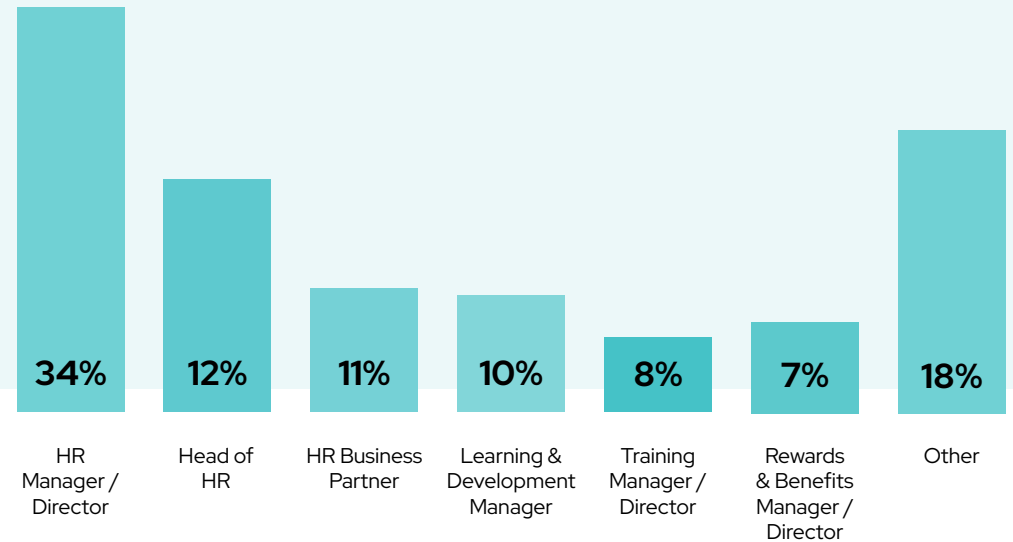 34%
12%
11%
10%
8%
7%
18%
HR
Manager /
Director
Head of
HR
HR Business
Partner
Learning &
Development
Manager
Training
Manager /
Director
Rewards
& Benefits
Manager /
Director
Other